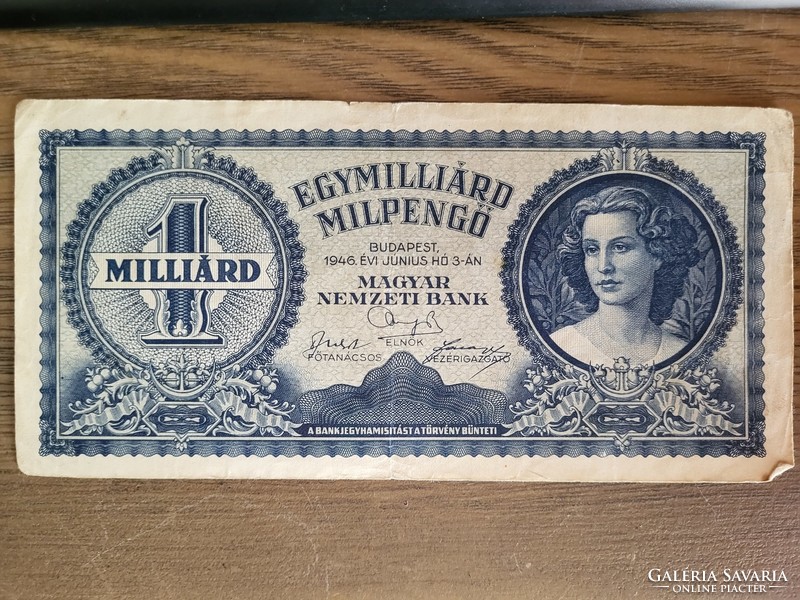 EGYMILLIÁRD
MILPENGŐ
1
MILLIÁRD
BUDAPEST,
1946. ÉVI JÚNIUS HÓ 3-ÁN
MAGYAR
NEMZETI BANK
ELNÖK
FŐTANÁCSOS VEZÉRIGAZGATÓ
A BANKJEGYHAMISÍTÁST A TÖRVÉNY BÜNTETI
GALÉRIA SAVARIA
ONLINE PIACTÉR